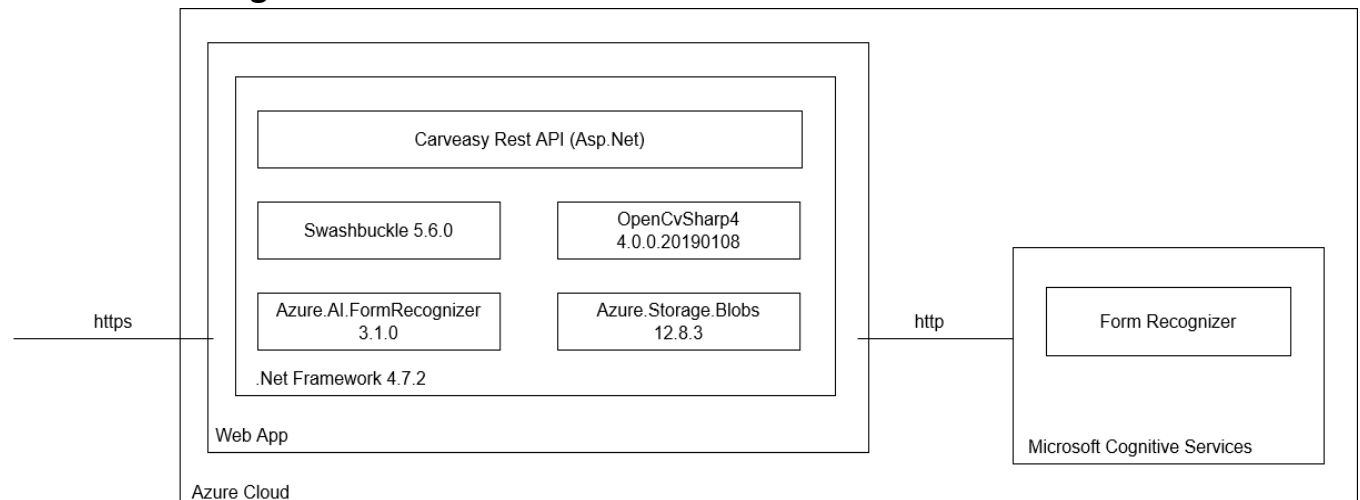 Carveasy Rest API (Asp.Net)
Swashbuckle 5.6.0
OpenCvSharp4
4.0.0.20190108
Azure.AI.FormRecognizer
3.1.0
Azure.Storage.Blobs
12.8.3
.Net Framework 4.7.2
Web App
Azure Cloud
https
http
Form Recognizer
Microsoft Cognitive Services